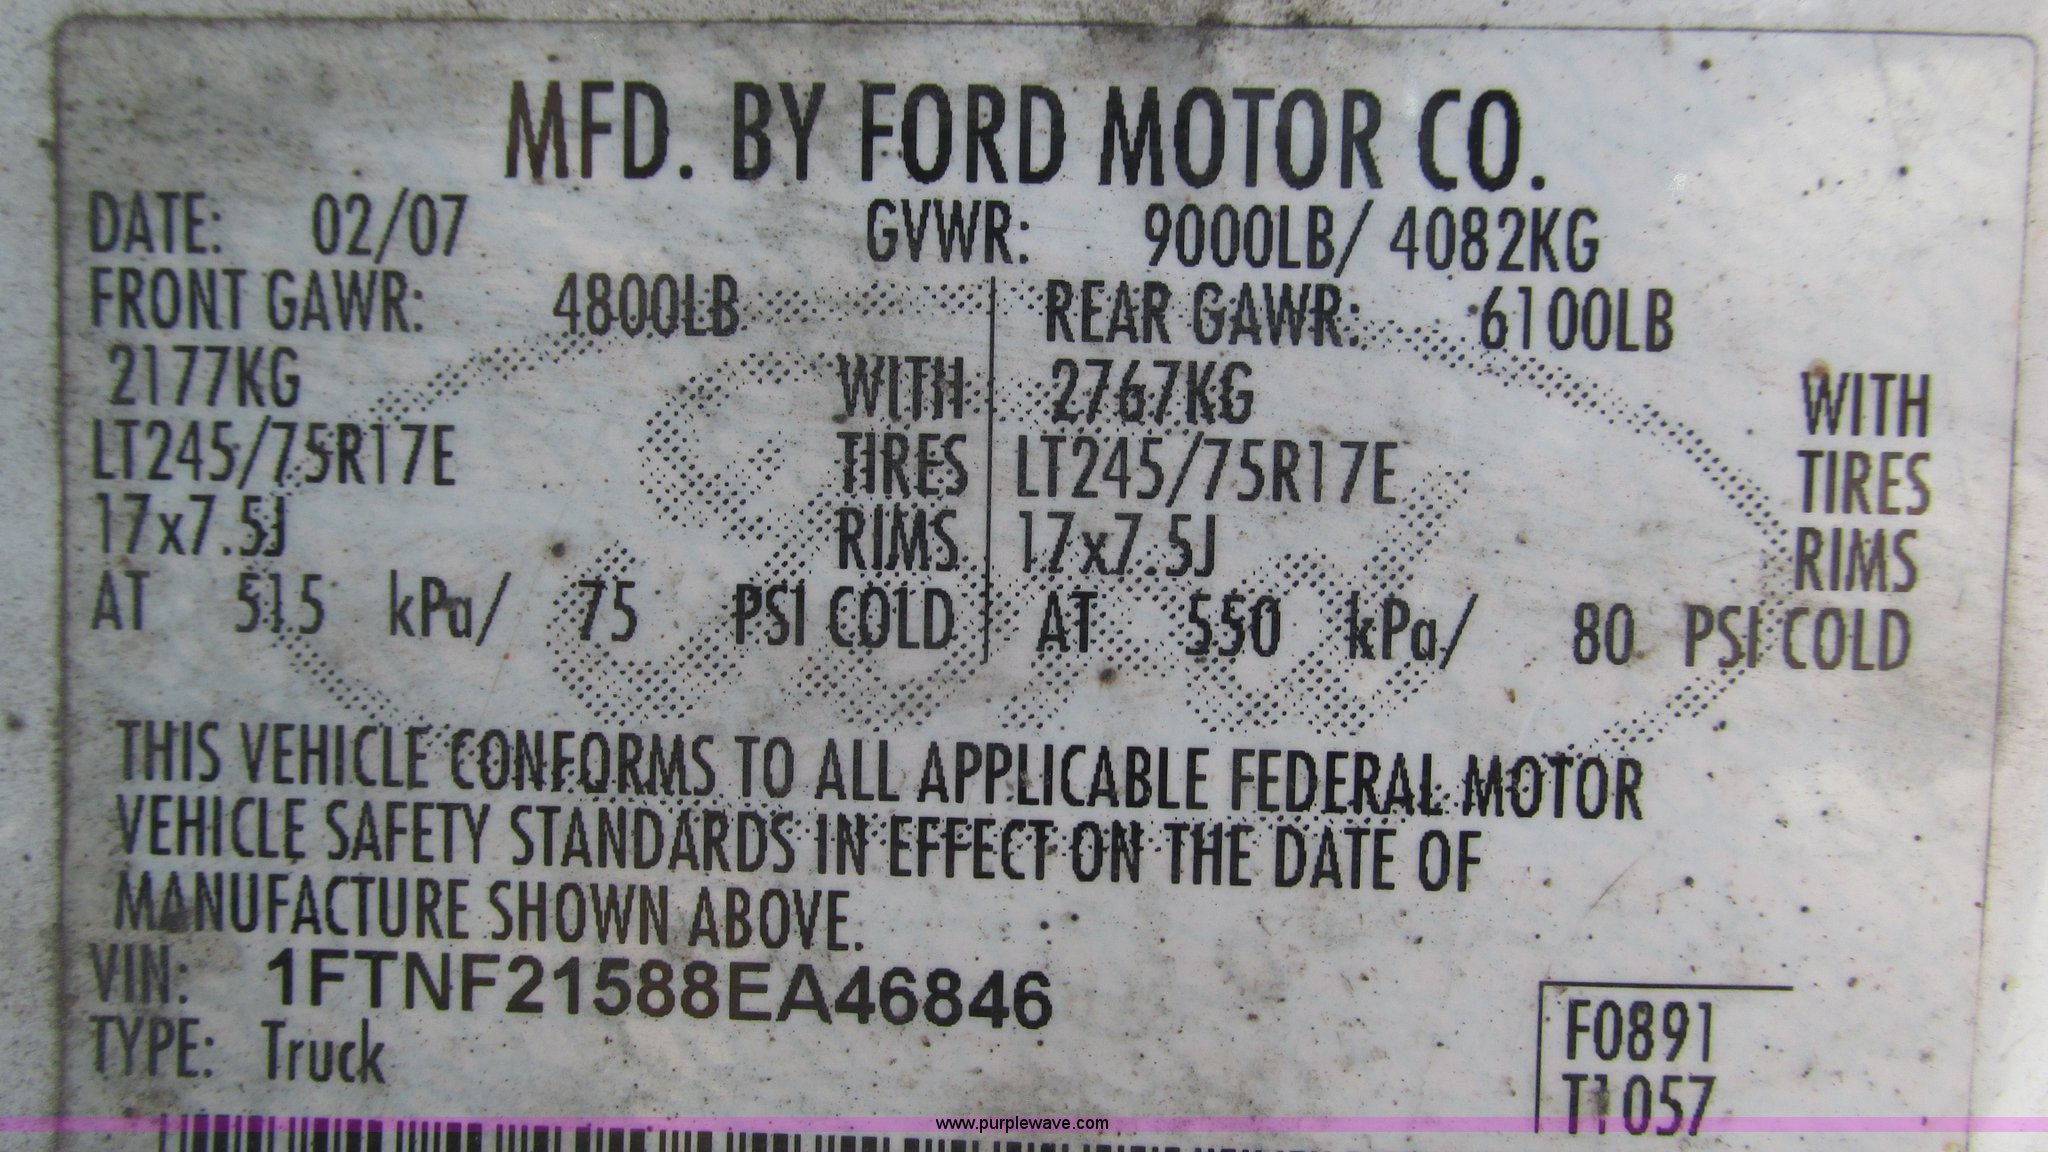 MFD. BY FORD MOTOR CO.
DATE: 02/07 GVWR: 9000LB/ 4082KG
FRONT GAWR: 4800LB REAR GAWR: 6100LB
2177KG WITH 2767KG WITH
LT245/75R17E TIRES LT245/75R17E TIRES
17x7.5J RIMS 17x7.5J RIMS
AT 515 kPa/ 75 PSI COLD AT 550 kPa/ 80 PSI COLD
THIS VEHICLE CONFORMS TO ALL APPLICABLE FEDERAL MOTOR
VEHICLE SAFETY STANDARDS IN EFFECT ON THE DATE OF
MANUFACTURE SHOWN ABOVE.
VIN: 1FTNF21588EA46846
TYPE: Truck
F0891
T1057
www.purplewave.com